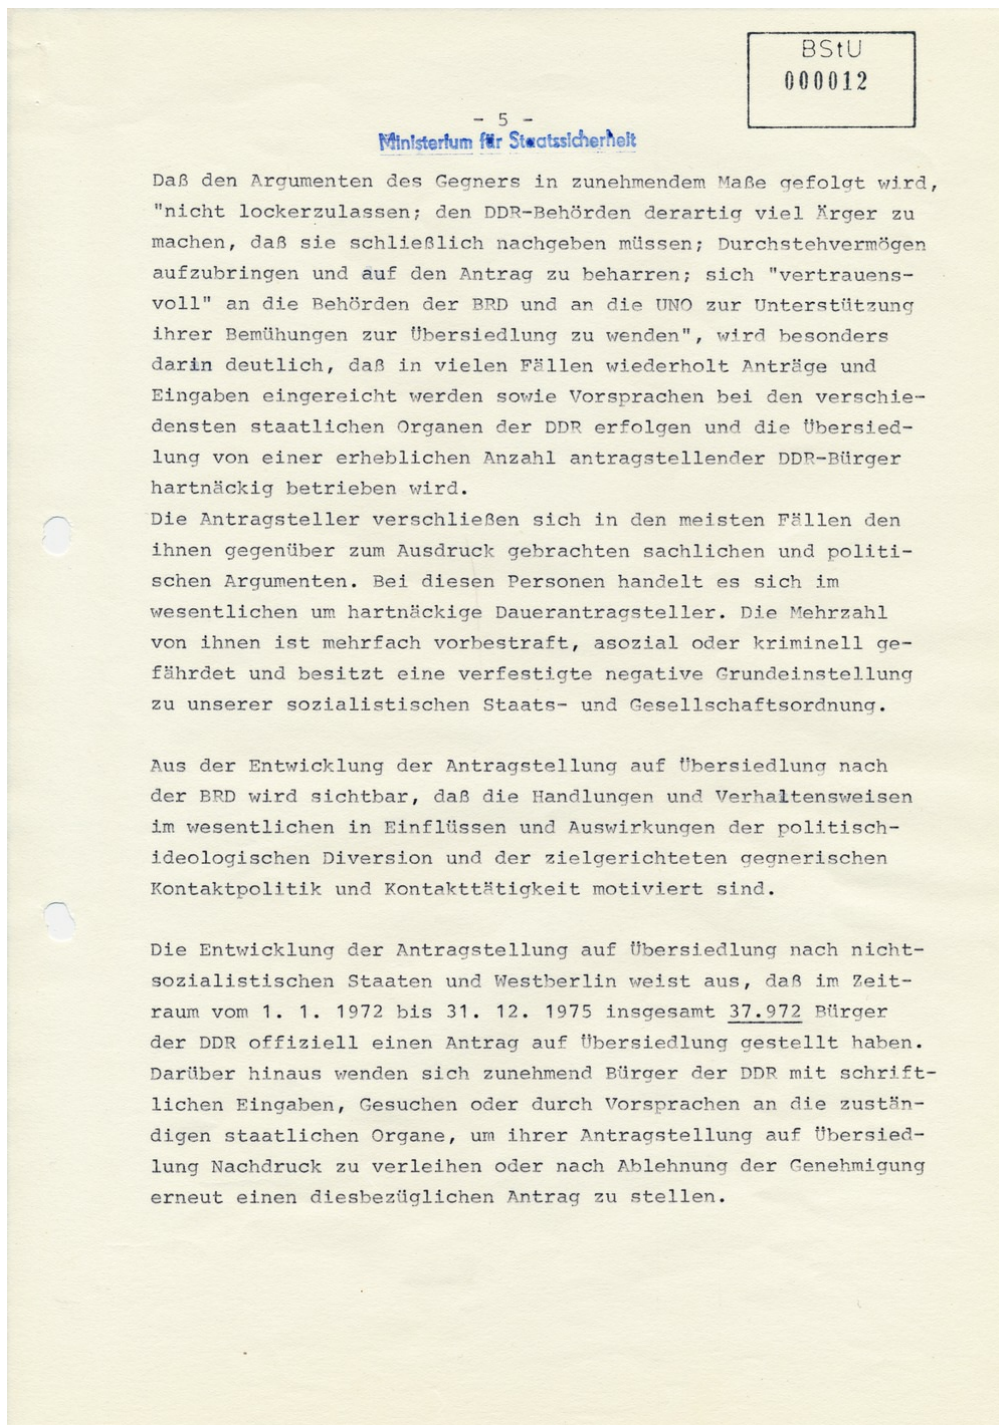 BStU
000012
- 5 -
Ministerium für Staatssicherheit
Daß den Argumenten des Gegners in zunehmendem Maße gefolgt wird,
"nicht lockerzulassen; den DDR-Behörden derartig viel Ärger zu
machen, daß sie schließlich nachgeben müssen; Durchstehvermögen
aufzubringen und auf den Antrag zu beharren; sich "vertrauens-
voll" an die Behörden der BRD und an die UNO zur Unterstützung
ihrer Bemühungen zur Übersiedlung zu wenden", wird besonders
darin deutlich, daß in vielen Fällen wiederholt Anträge und
Eingaben eingereicht werden sowie Vorsprachen bei den verschie-
densten staatlichen Organen der DDR erfolgen und die Übersied-
lung von einer erheblichen Anzahl antragstellender DDR-Bürger
hartnäckig betrieben wird.
Die Antragsteller verschließen sich in den meisten Fällen den
ihnen gegenüber zum Ausdruck gebrachten sachlichen und politi-
schen Argumenten. Bei diesen Personen handelt es sich im
wesentlichen um hartnäckige Dauerantragsteller. Die Mehrzahl
von ihnen ist mehrfach vorbestraft, asozial oder kriminell ge-
fährdet und besitzt eine verfestigte negative Grundeinstellung
zu unserer sozialistischen Staats- und Gesellschaftsordnung.
Aus der Entwicklung der Antragstellung auf Übersiedlung nach
der BRD wird sichtbar, daß die Handlungen und Verhaltensweisen
im wesentlichen in Einflüssen und Auswirkungen der politisch-
ideologischen Diversion und der zielgerichteten gegnerischen
Kontaktpolitik und Kontakttätigkeit motiviert sind.
Die Entwicklung der Antragstellung auf Übersiedlung nach nicht-
sozialistischen Staaten und Westberlin weist aus, daß im Zeit-
raum vom 1. 1. 1972 bis 31. 12. 1975 insgesamt 37.972 Bürger
der DDR offiziell einen Antrag auf Übersiedlung gestellt haben.
Darüber hinaus wenden sich zunehmend Bürger der DDR mit schrift-
lichen Eingaben, Gesuchen oder durch Vorsprachen an die zustän-
digen staatlichen Organe, um ihrer Antragstellung auf Übersied-
lung Nachdruck zu verleihen oder nach Ablehnung der Genehmigung
erneut einen diesbezüglichen Antrag zu stellen.